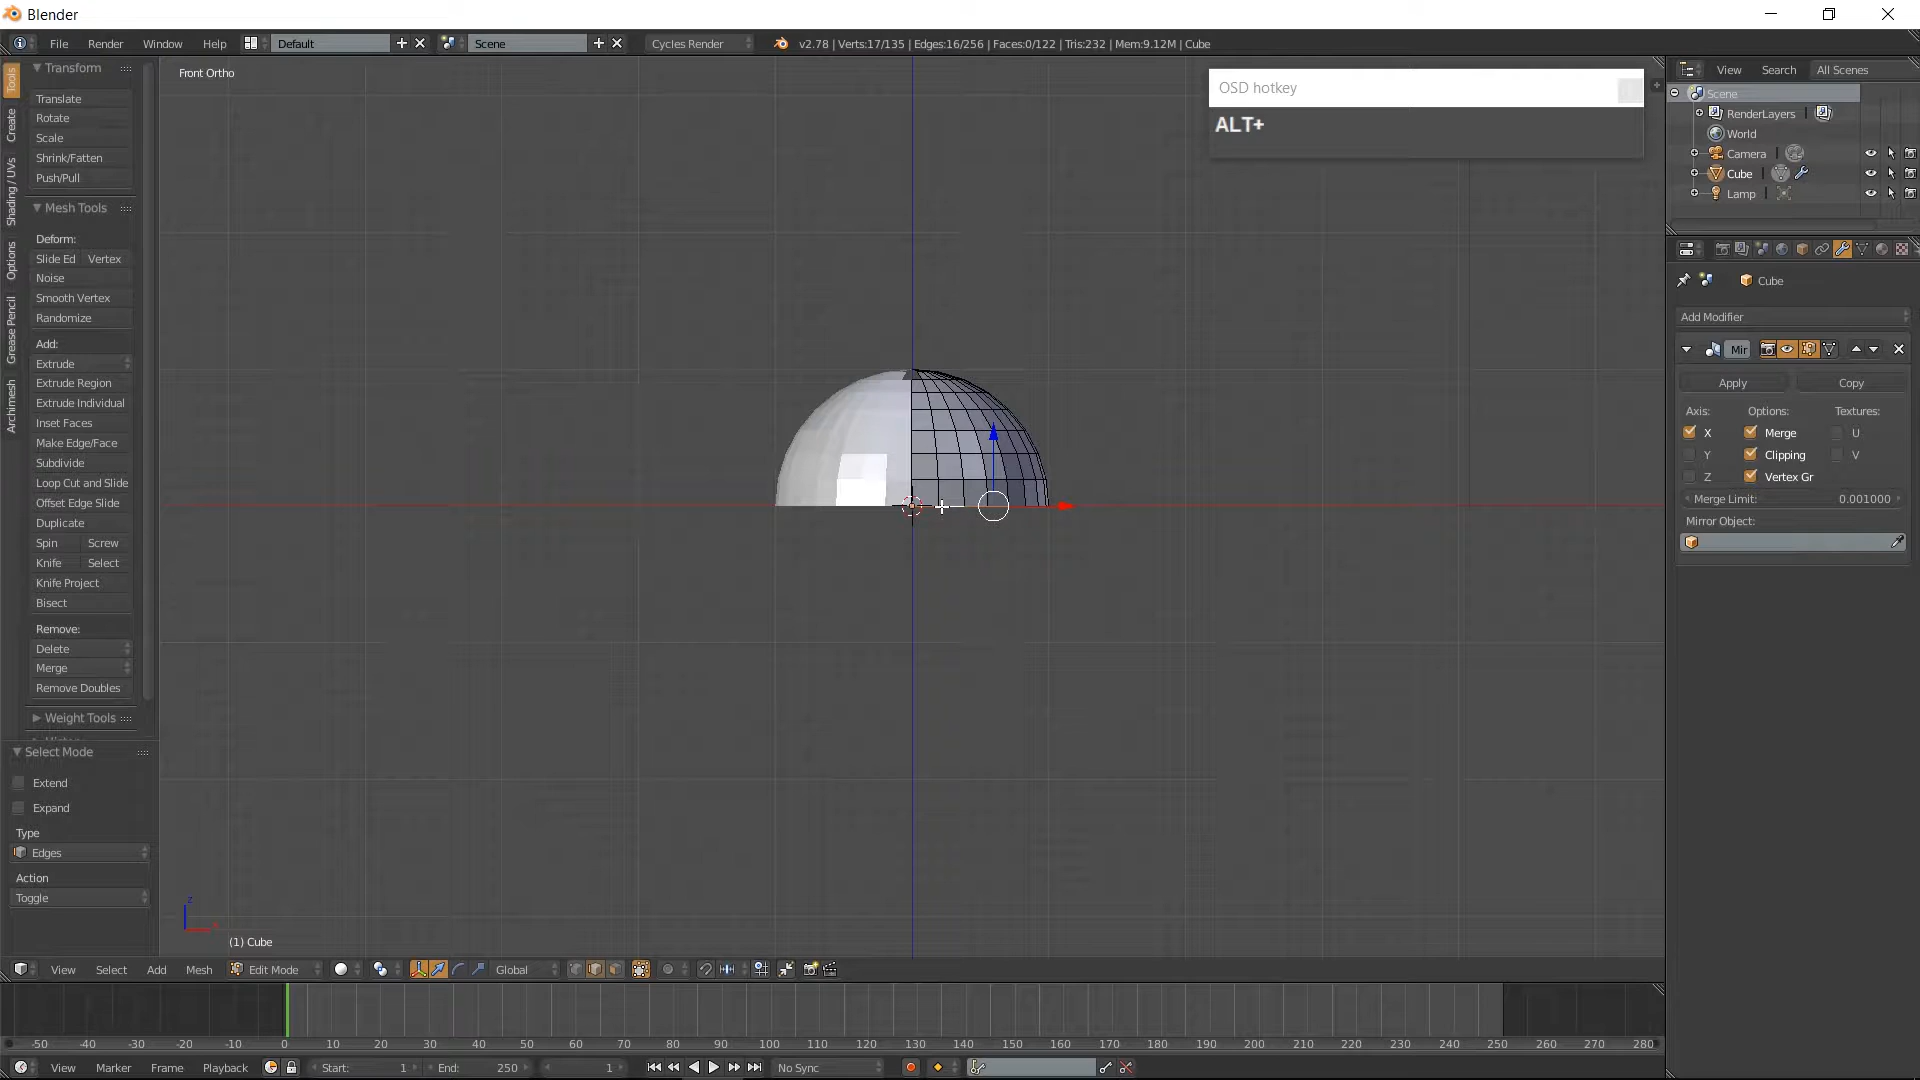 Blender
File Render Window Help Default Scene Cycles Render v2.78 | Verts:17/135 | Edges:16/256 | Faces:0/122 | Tris:232 | Mem:9.12M | Cube
Tools
Create
Shading / UVs
Options
Grease Pencil
Archimesh
Transform
Translate
Rotate
Scale
Shrink/Fatten
Push/Pull
Mesh Tools
Deform:
Slide Ed Vertex
Noise
Smooth Vertex
Randomize
Add:
Extrude
Extrude Region
Extrude Individual
Inset Faces
Make Edge/Face
Subdivide
Loop Cut and Slide
Offset Edge Slide
Duplicate
Spin Screw
Knife Select
Knife Project
Bisect
Remove:
Delete
Merge
Remove Doubles
Weight Tools
Select Mode
Extend
Expand
Type
Edges
Action
Toggle
Front Ortho
OSD hotkey
ALT+
z
(1) Cube
View Select Add Mesh Edit Mode Global
-50 -40 -30 -20 -10 0 10 20 30 40 50 60 70 80 90 100 110 120 130 140 150 160 170 180 190 200 210 220 230 240 250 260 270 280
View Marker Frame Playback Start: 1 End: 250 1 No Sync
View Search All Scenes
Scene
RenderLayers |
World
Camera |
Cube |
Lamp |
Cube
Add Modifier
Mir
Apply Copy
Axis: Options: Textures:
X Merge U
Y Clipping V
Z Vertex Gr
Merge Limit: 0.001000
Mirror Object: